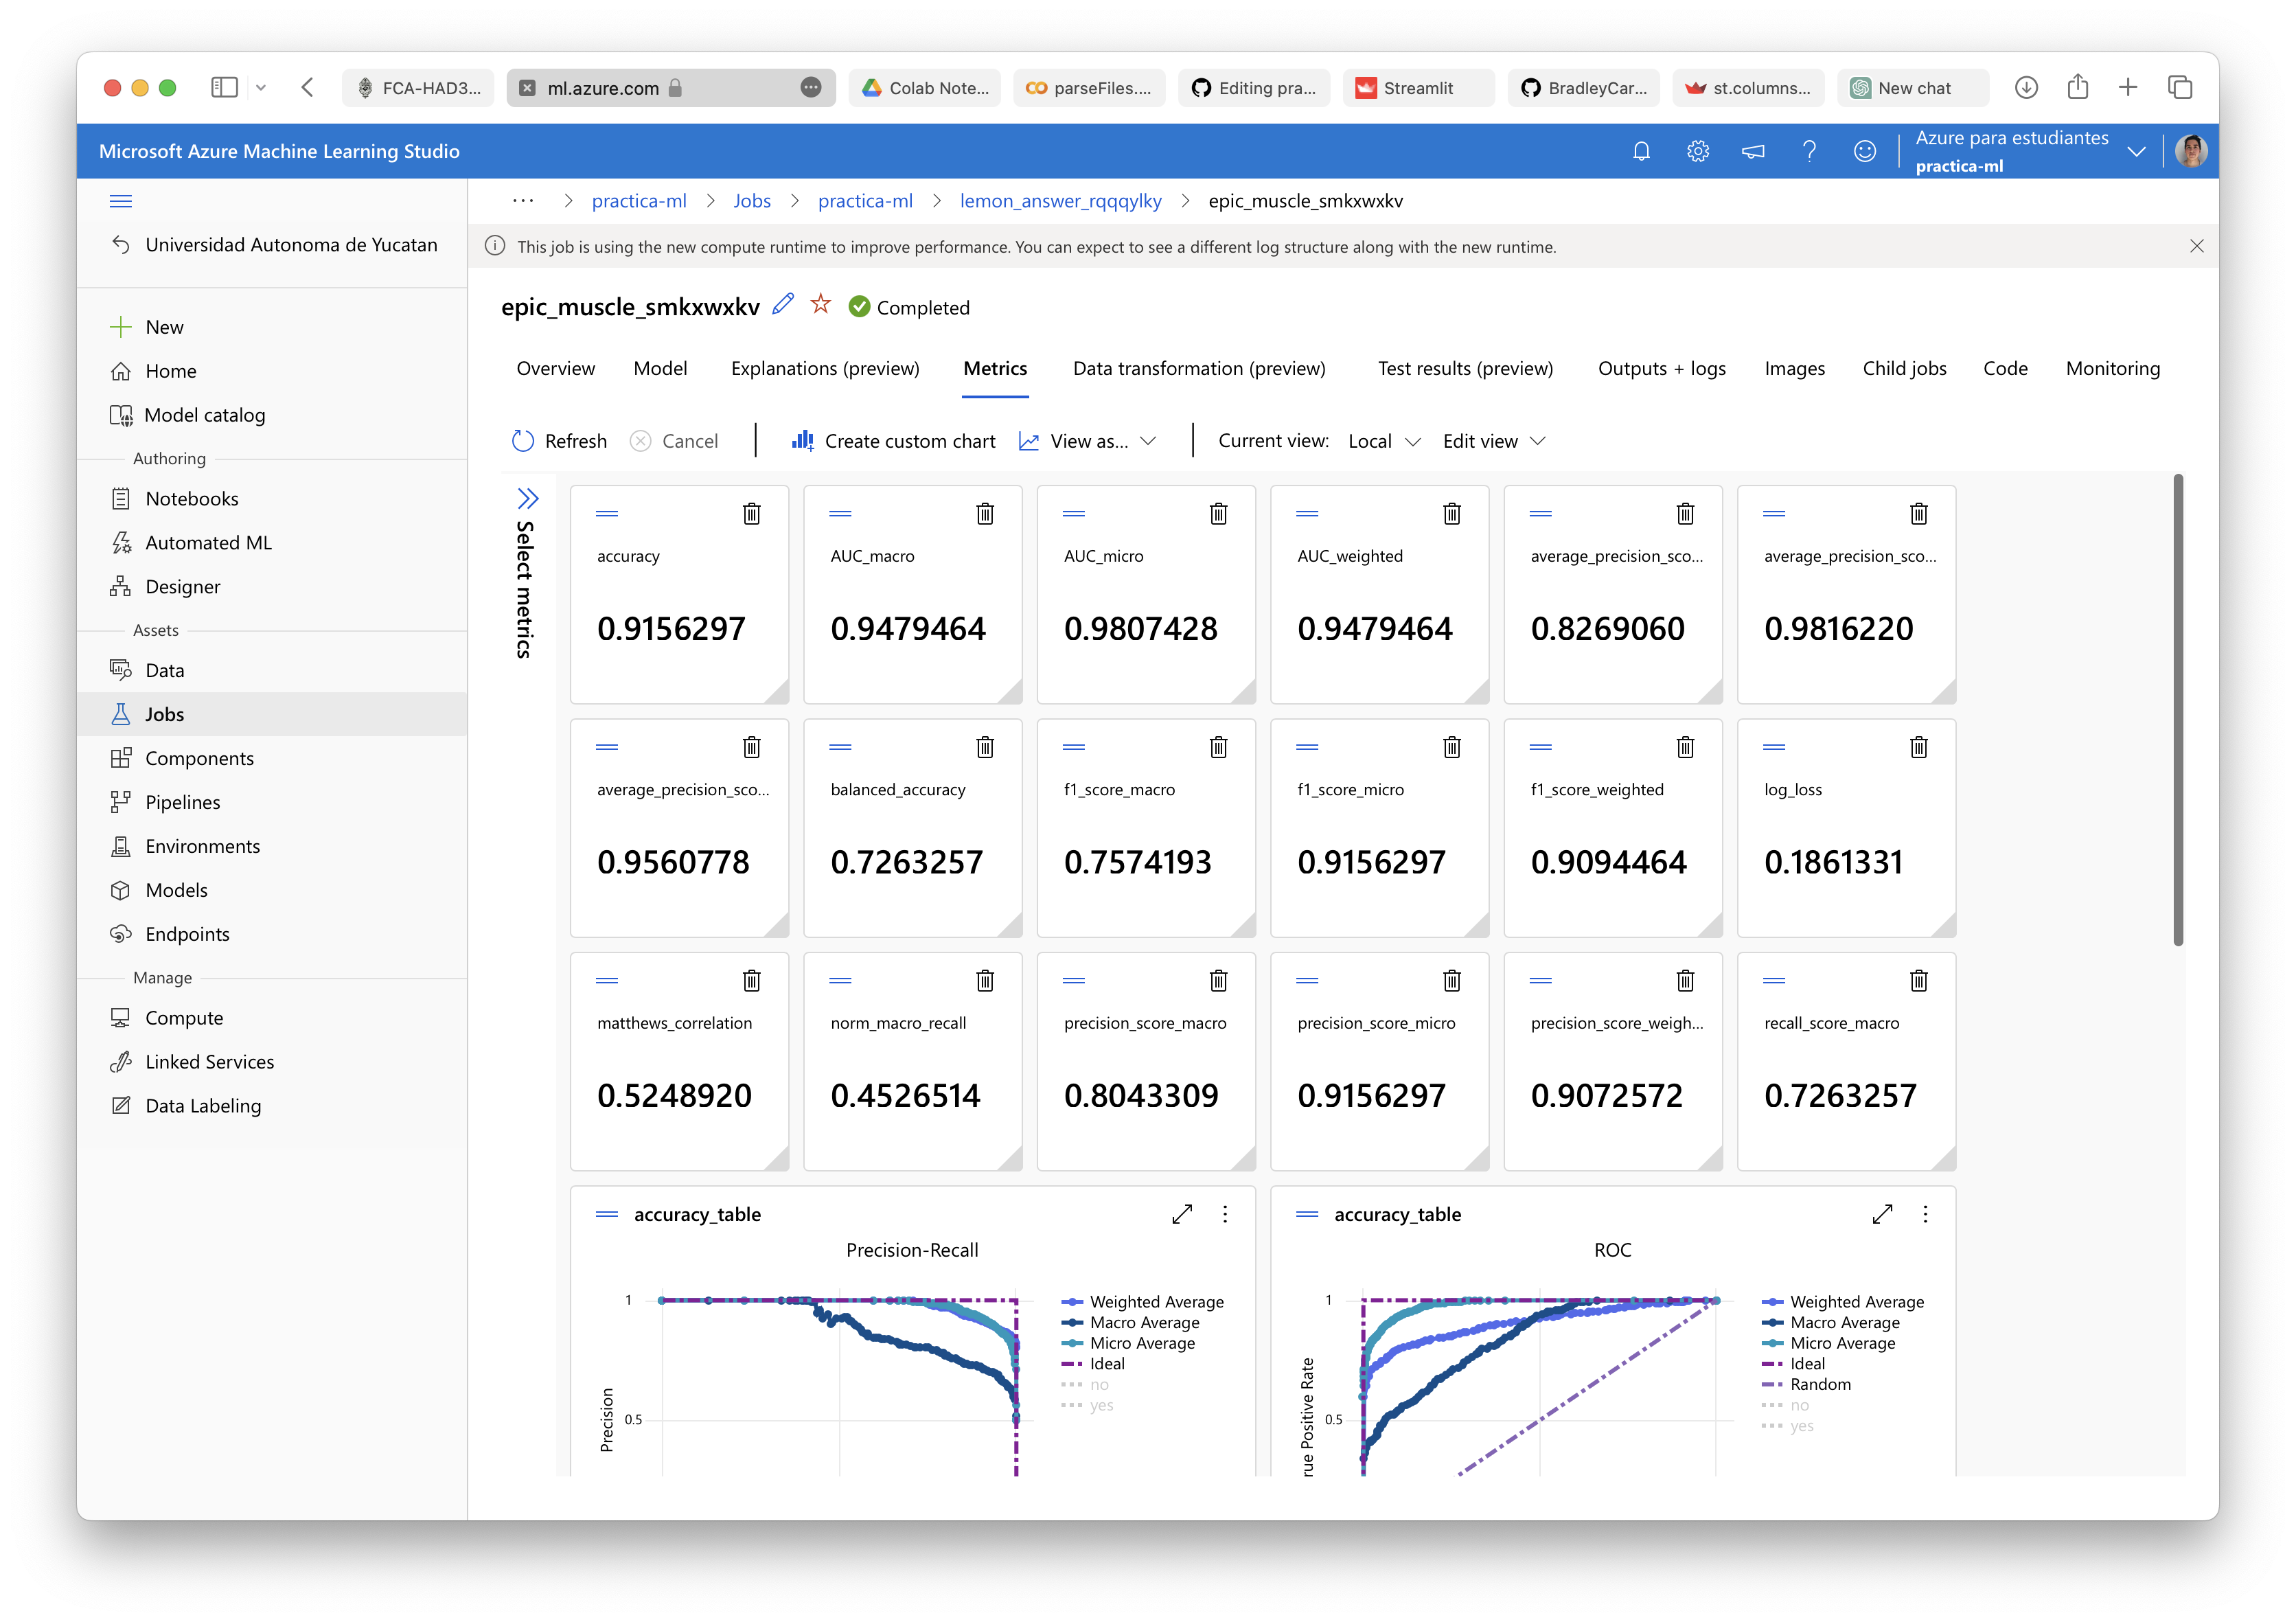 FCA-HAD3...
ml.azure.com
Colab Note...
parseFiles....
Editing pra...
Streamlit
BradleyCar...
st.columns...
New chat
Microsoft Azure Machine Learning Studio
Azure para estudiantes
practica-ml
Universidad Autonoma de Yucatan
New
Home
Model catalog
Authoring
Notebooks
Automated ML
Designer
Assets
Data
Jobs
Components
Pipelines
Environments
Models
Endpoints
Manage
Compute
Linked Services
Data Labeling
... > practica-ml > Jobs > practica-ml > lemon_answer_rqqqylky > epic_muscle_smkxwxkv
This job is using the new compute runtime to improve performance. You can expect to see a different log structure along with the new runtime.
epic_muscle_smkxwxkv Completed
Overview Model Explanations (preview) Metrics Data transformation (preview) Test results (preview) Outputs + logs Images Child jobs Code Monitoring
Refresh Cancel Create custom chart View as... Current view: Local Edit view
Select metrics
accuracy
0.9156297
AUC_macro
0.9479464
AUC_micro
0.9807428
AUC_weighted
0.9479464
average_precision_sco...
0.8269060
average_precision_sco...
0.9816220
average_precision_sco...
0.9560778
balanced_accuracy
0.7263257
f1_score_macro
0.7574193
f1_score_micro
0.9156297
f1_score_weighted
0.9094464
log_loss
0.1861331
matthews_correlation
0.5248920
norm_macro_recall
0.4526514
precision_score_macro
0.8043309
precision_score_micro
0.9156297
precision_score_weigh...
0.9072572
recall_score_macro
0.7263257
accuracy_table
Precision-Recall
1
0.5
Precision
Weighted Average
Macro Average
Micro Average
Ideal
no
yes
accuracy_table
ROC
1
0.5
rue Positive Rate
Weighted Average
Macro Average
Micro Average
Ideal
Random
no
yes